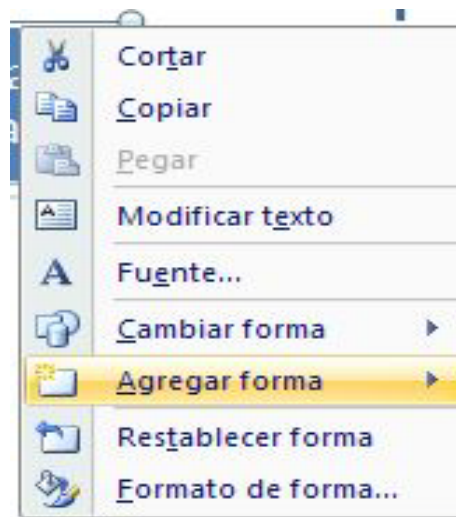 Cortar
Copiar
Pegar
Modificar texto
Fuente...
Cambiar forma
Agregar forma
Restablecer forma
Formato de forma...